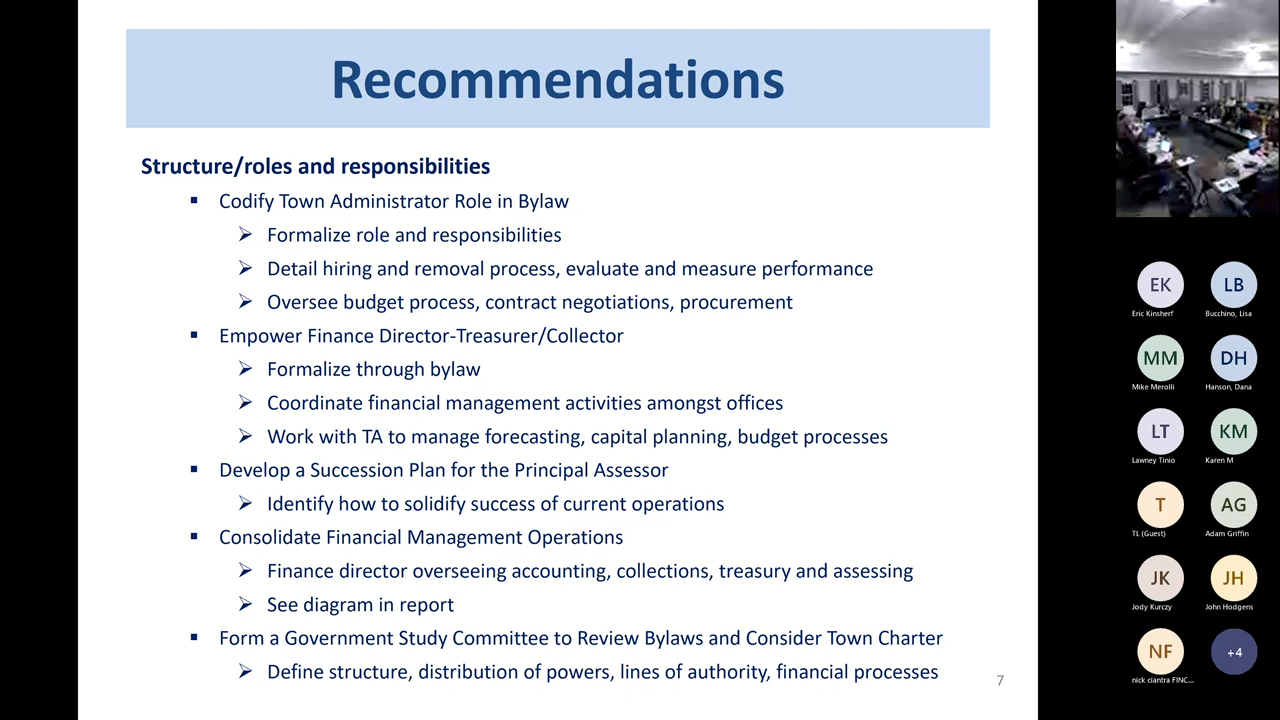 Recommendations
Structure/roles and responsibilities
▪ Codify Town Administrator Role in Bylaw
➢ Formalize role and responsibilities
➢ Detail hiring and removal process, evaluate and measure performance
➢ Oversee budget process, contract negotiations, procurement
▪ Empower Finance Director-Treasurer/Collector
➢ Formalize through bylaw
➢ Coordinate financial management activities amongst offices
➢ Work with TA to manage forecasting, capital planning, budget processes
▪ Develop a Succession Plan for the Principal Assessor
➢ Identify how to solidify success of current operations
▪ Consolidate Financial Management Operations
➢ Finance director overseeing accounting, collections, treasury and assessing
➢ See diagram in report
▪ Form a Government Study Committee to Review Bylaws and Consider Town Charter
➢ Define structure, distribution of powers, lines of authority, financial processes
7
EK LB
Eric Kinsherf Bucchino, Lisa
MM DH
Mike Merolli Hanson, Dana
LT KM
Lawney Tinio Karen M
T AG
TL (Guest) Adam Griffin
JK JH
Jody Kurczy John Hodgens
NF +4
nick ciantra FINC...